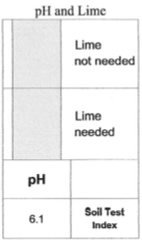 pH and Lime
Lime
not needed
Lime
needed
pH
6.1
Soil Test
Index